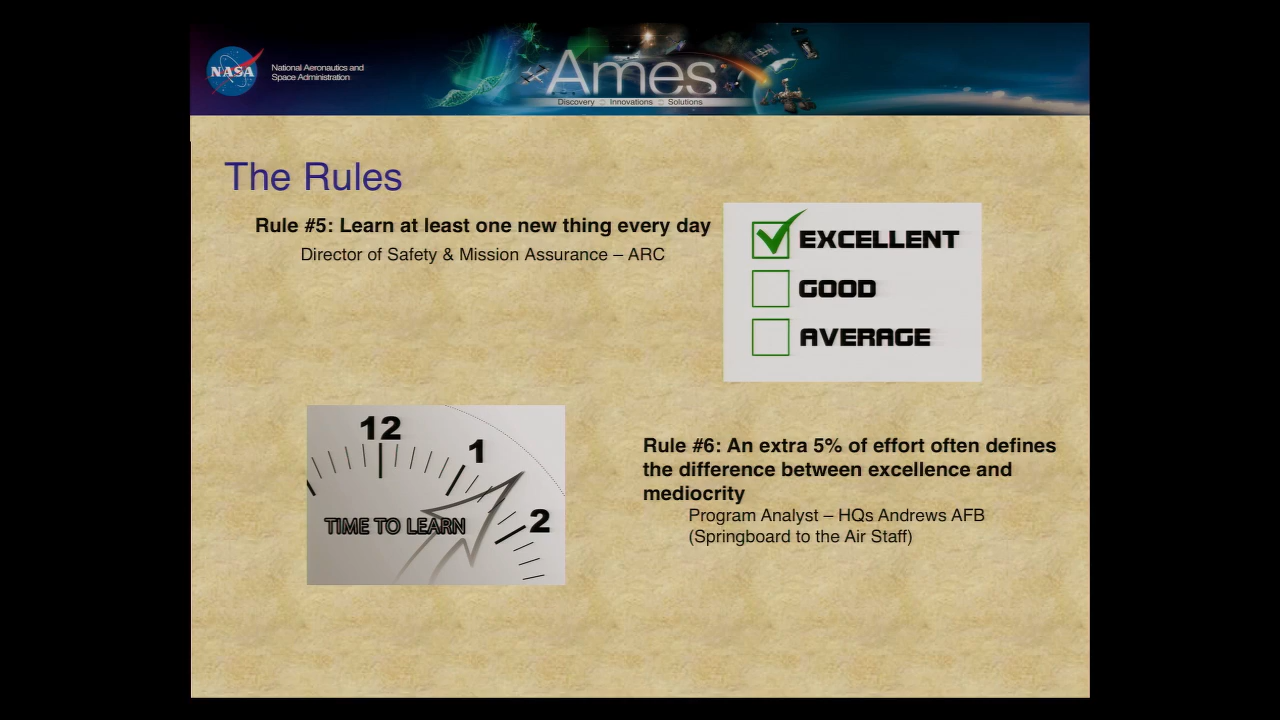 NASA
National Aeronautics and
Space Administration
Ames
Discovery :: Innovations :: Solutions
The Rules
Rule #5: Learn at least one new thing every day
Director of Safety & Mission Assurance – ARC
EXCELLENT
GOOD
AVERAGE
12
1
2
TIME TO LEARN
Rule #6: An extra 5% of effort often defines
the difference between excellence and
mediocrity
Program Analyst – HQs Andrews AFB
(Springboard to the Air Staff)